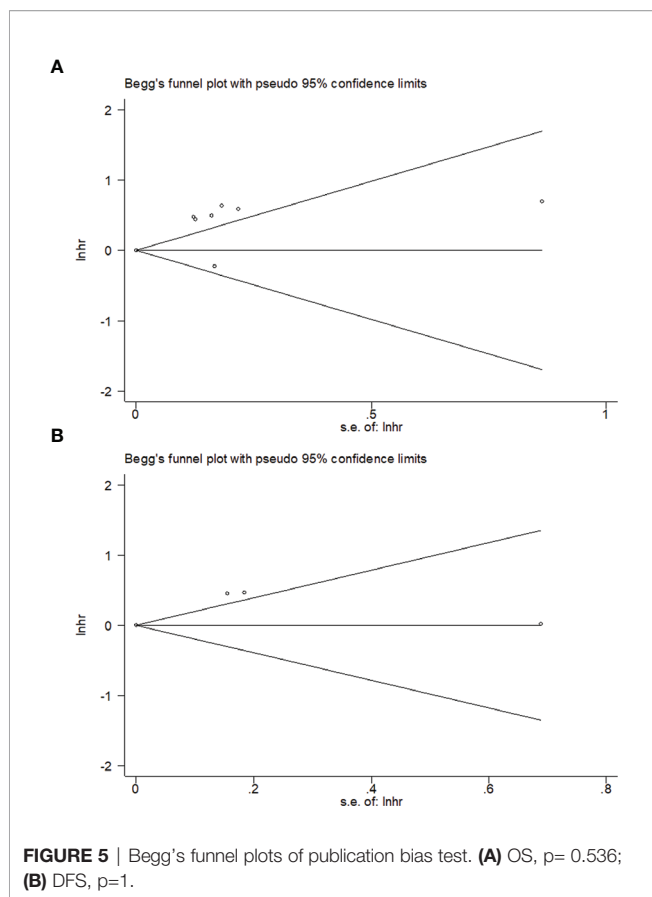 A
Begg's funnel plot with pseudo 95% confidence limits
2
1
0
-1
-2
lnhr
0
.5
1
s.e. of: lnhr
B
Begg's funnel plot with pseudo 95% confidence limits
2
1
0
-1
-2
lnhr
0
.2
.4
.6
.8
s.e. of: lnhr
FIGURE 5 | Begg's funnel plots of publication bias test. (A) OS, p= 0.536;
(B) DFS, p=1.